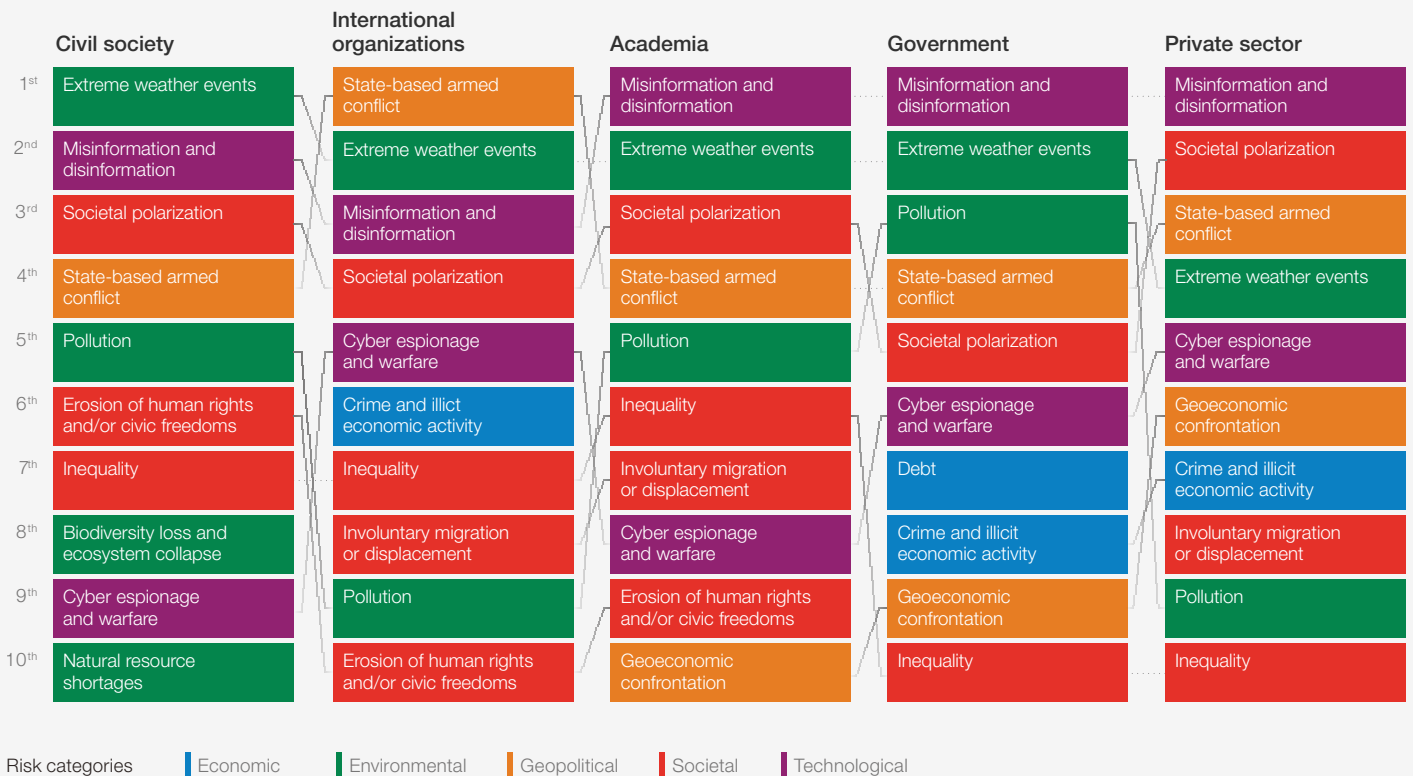 Civil society
International
organizations
Academia
Government
Private sector
1st
2nd
3rd
4th
5th
6th
7th
8th
9th
10th
Extreme weather events
Misinformation and
disinformation
Societal polarization
State-based armed
conflict
Pollution
Erosion of human rights
and/or civic freedoms
Inequality
Biodiversity loss and
ecosystem collapse
Cyber espionage
and warfare
Natural resource
shortages
State-based armed
conflict
Extreme weather events
Misinformation and
disinformation
Societal polarization
Cyber espionage
and warfare
Crime and illict
economic activity
Inequality
Involuntary migration
or displacement
Pollution
Erosion of human rights
and/or civic freedoms
Misinformation and
disinformation
Extreme weather events
Societal polarization
State-based armed
conflict
Pollution
Inequality
Involuntary migration
or displacement
Cyber espionage
and warfare
Erosion of human rights
and/or civic freedoms
Geoeconomic
confrontation
Misinformation and
disinformation
Extreme weather events
Pollution
State-based armed
conflict
Societal polarization
Cyber espionage
and warfare
Debt
Crime and illicit
economic activity
Geoeconomic
confrontation
Inequality
Misinformation and
disinformation
Societal polarization
State-based armed
conflict
Extreme weather events
Cyber espionage
and warfare
Geoeconomic
confrontation
Crime and illicit
economic activity
Involuntary migration
or displacement
Pollution
Inequality
Risk categories
Economic
Environmental
Geopolitical
Societal
Technological